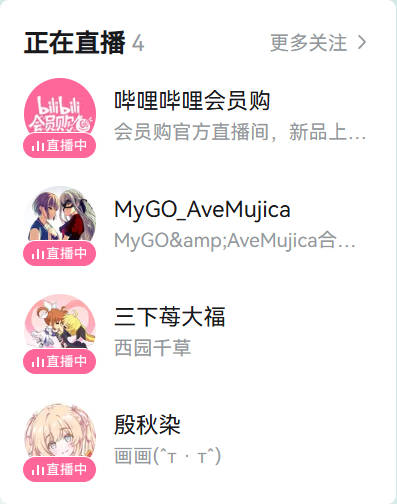 正在直播 4
更多关注
bilibili
会员购
直播中
哔哩哔哩会员购
会员购官方直播间，新品上…
直播中
MyGO_AveMujica
MyGO&amp;AveMujica合…
直播中
三下苺大福
西园千草
直播中
殷秋染
画画(ˆт · тˆ)